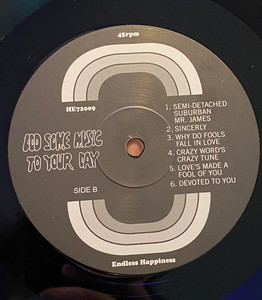 45rpm
HE72009
ADD SOME MUSIC
TO YOUR DAY
SIDE B
1. SEMI-DETACHED
SUBURBAN
MR. JAMES
2. SINCERLY
3. WHY DO FOOLS
FALL IN LOVE
4. CRAZY WORD'S
CRAZY TUNE
5. LOVE'S MADE A
FOOL OF YOU
6. DEVOTED TO YOU
Endless Happiness